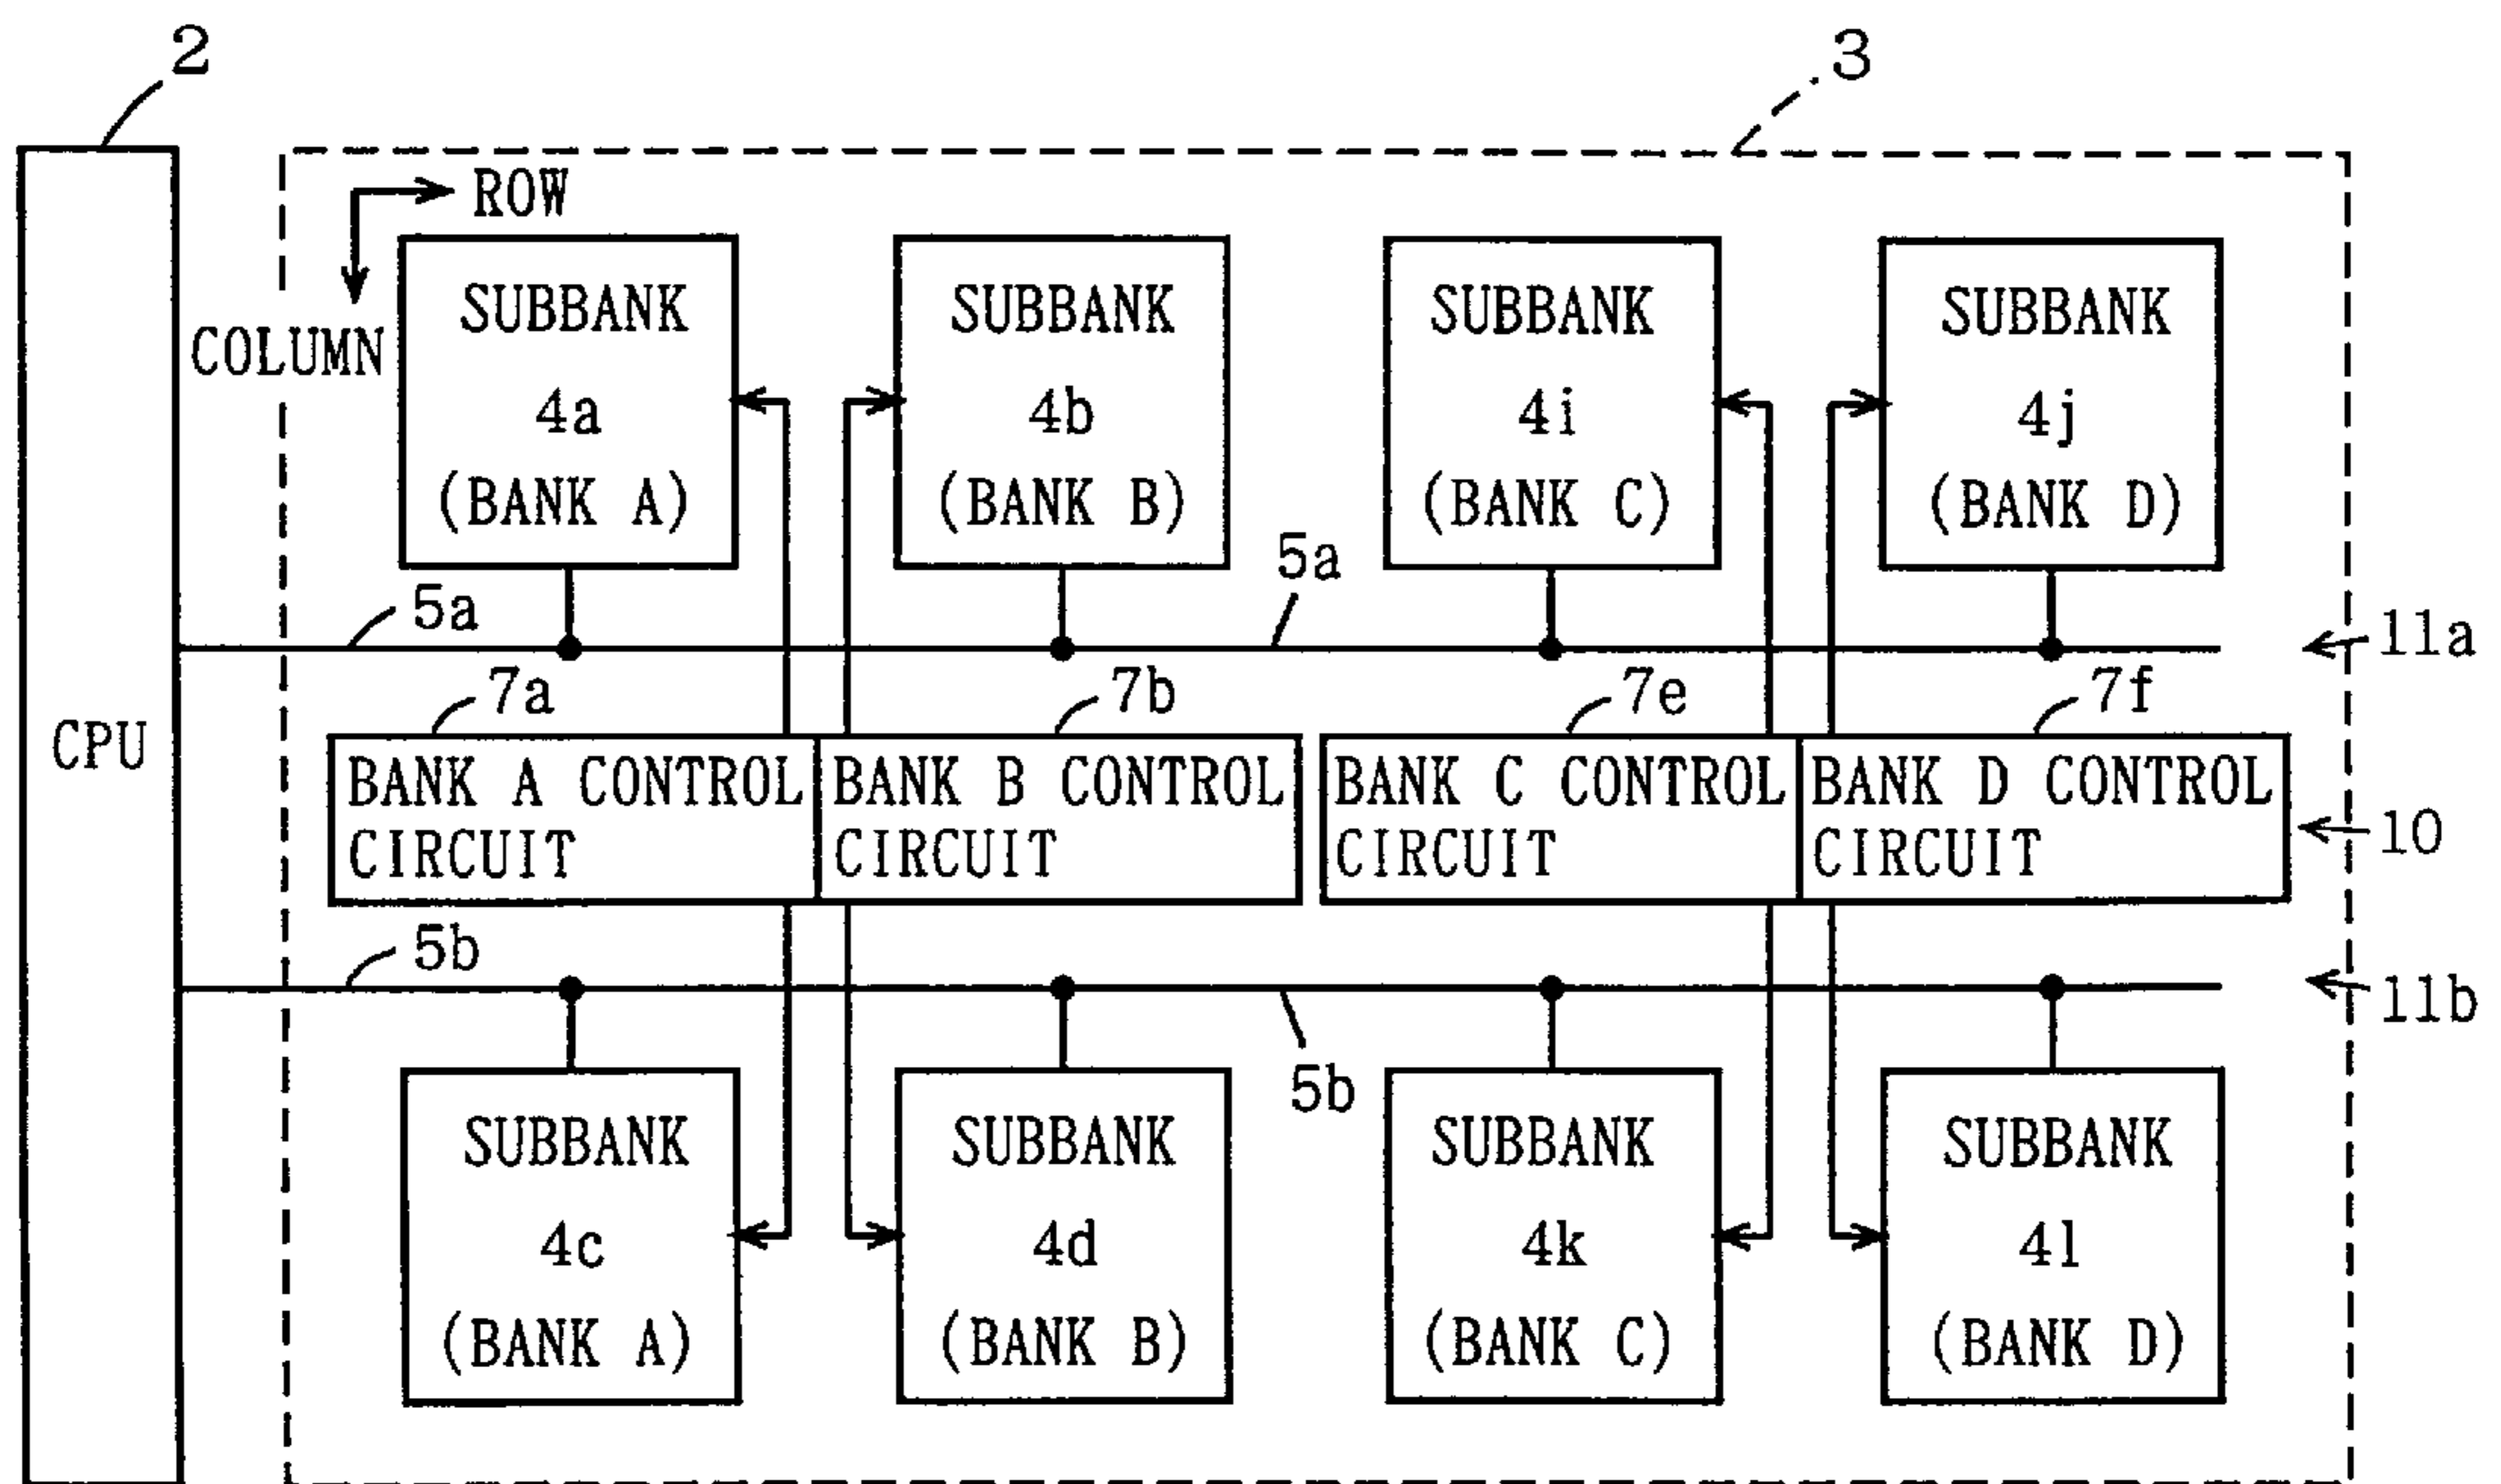 2
3
ROW
COLUMN
SUBBANK
4a
(BANK A)
SUBBANK
4b
(BANK B)
SUBBANK
4i
(BANK C)
SUBBANK
4j
(BANK D)
5a
5a
11a
7a
7b
7e
7f
CPU
BANK A CONTROL
CIRCUIT
BANK B CONTROL
CIRCUIT
BANK C CONTROL
CIRCUIT
BANK D CONTROL
CIRCUIT
10
5b
11b
5b
SUBBANK
4c
(BANK A)
SUBBANK
4d
(BANK B)
SUBBANK
4k
(BANK C)
SUBBANK
4l
(BANK D)